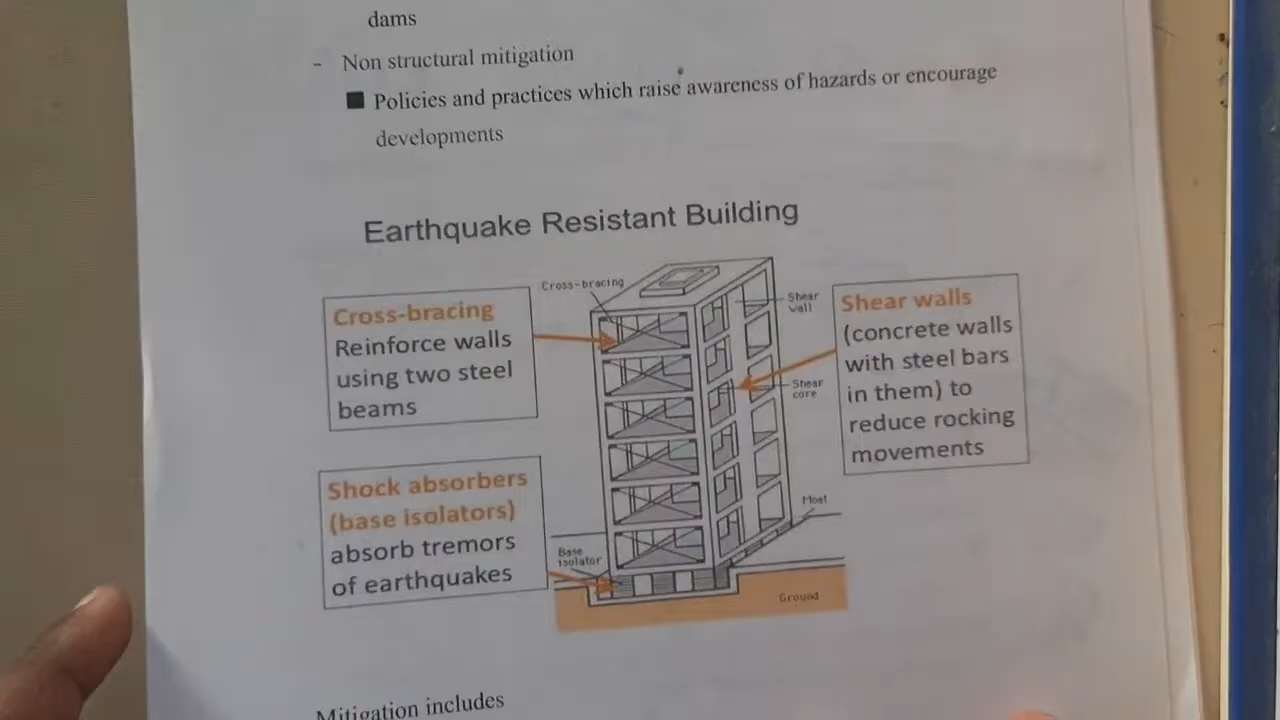 dams
- Non structural mitigation
■ Policies and practices which raise awareness of hazards or encourage
developments
Earthquake Resistant Building
Cross-bracing
Cross-bracing
Reinforce walls
using two steel
beams
Shear
wall
Shear walls
(concrete walls
with steel bars
in them) to
reduce rocking
movements
Shear
core
Shock absorbers
(base isolators)
absorb tremors
of earthquakes
Moat
Base
isolator
Ground
Mitigation includes